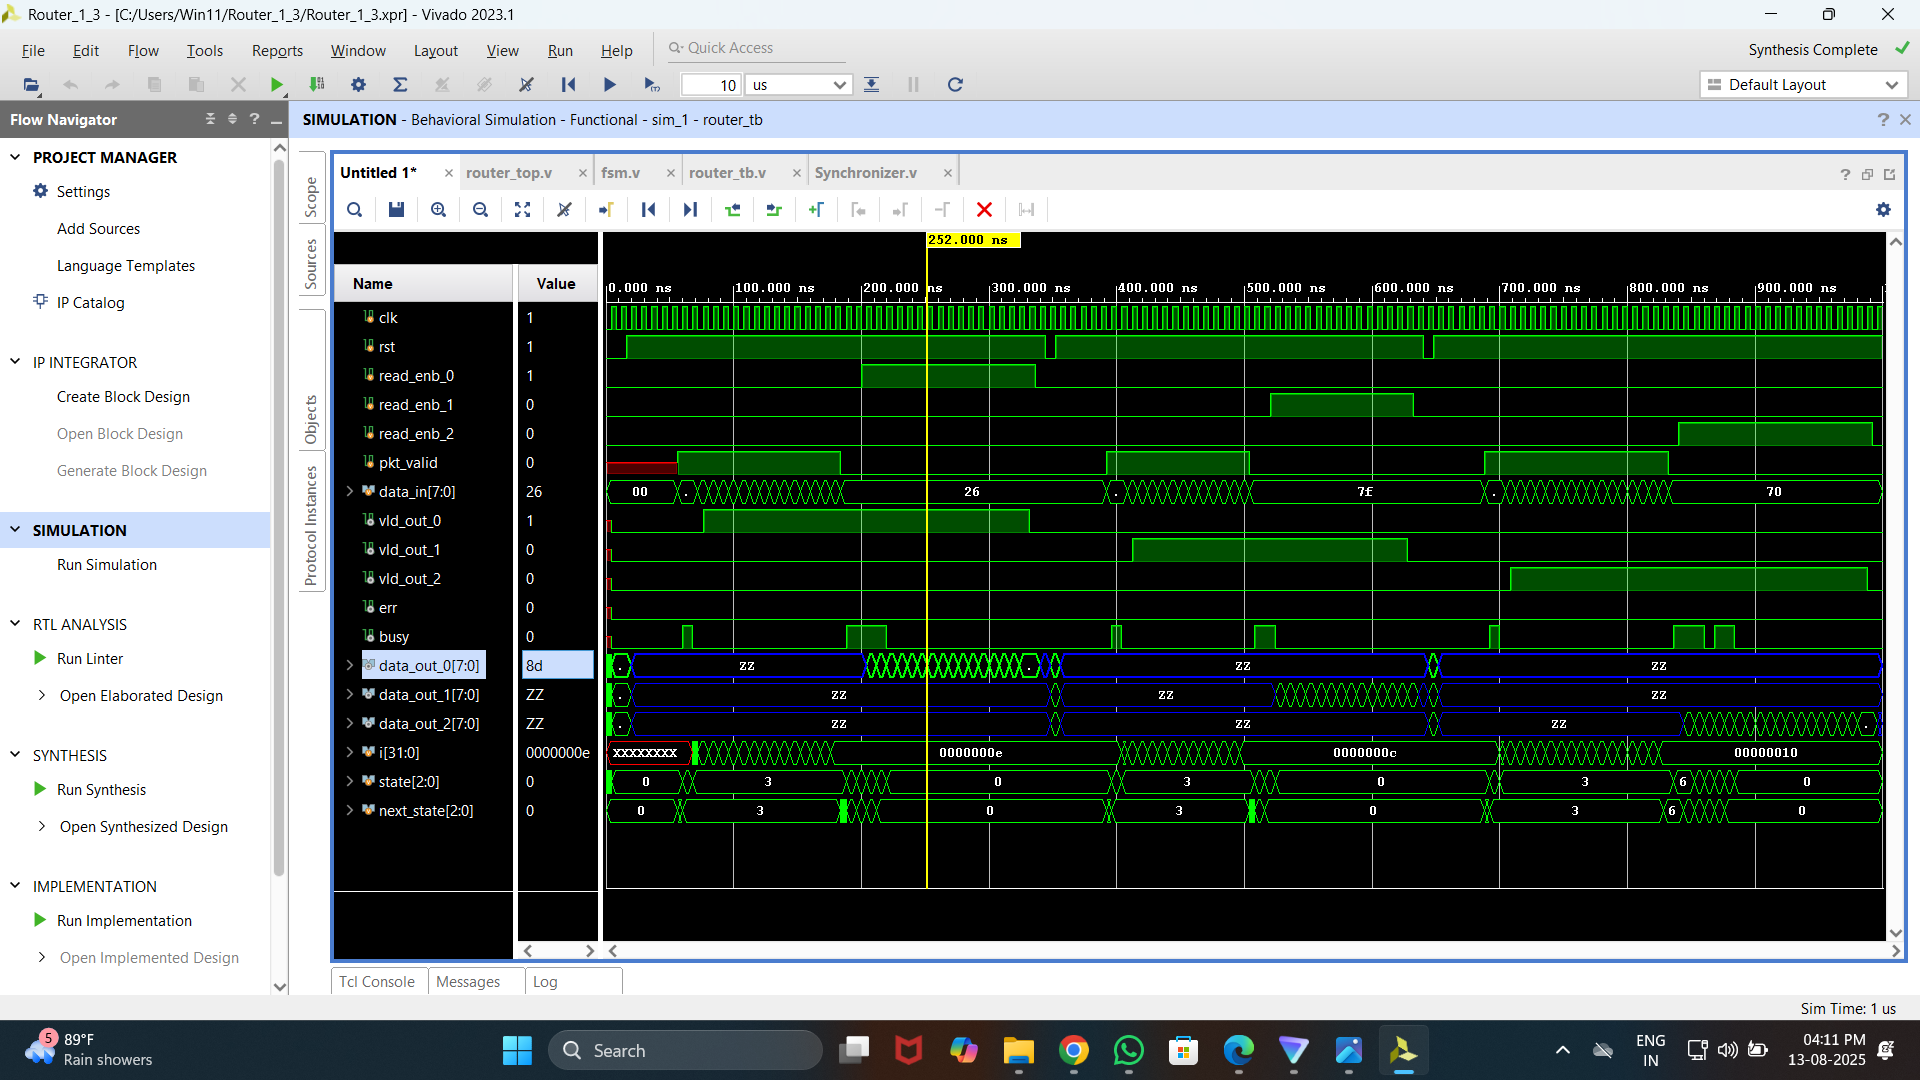 Router_1_3 - [C:/Users/Win11/Router_1_3/Router_1_3.xpr] - Vivado 2023.1
File Edit Flow Tools Reports Window Layout View Run Help Quick Access
Synthesis Complete
10 us
Default Layout
Flow Navigator
SIMULATION - Behavioral Simulation - Functional - sim_1 - router_tb
PROJECT MANAGER
Settings
Add Sources
Language Templates
IP Catalog
IP INTEGRATOR
Create Block Design
Open Block Design
Generate Block Design
SIMULATION
Run Simulation
RTL ANALYSIS
Run Linter
Open Elaborated Design
SYNTHESIS
Run Synthesis
Open Synthesized Design
IMPLEMENTATION
Run Implementation
Open Implemented Design
Scope
Sources
Objects
Protocol Instances
Untitled 1* router_top.v fsm.v router_tb.v Synchronizer.v
252.000 ns
Name Value
0.000 ns 100.000 ns 200.000 ns 300.000 ns 400.000 ns 500.000 ns 600.000 ns 700.000 ns 800.000 ns 900.000 ns
clk 1
rst 1
read_enb_0 1
read_enb_1 0
read_enb_2 0
pkt_valid 0
data_in[7:0] 26 00 26 7f 70
vld_out_0 1
vld_out_1 0
vld_out_2 0
err 0
busy 0
data_out_0[7:0] 8d ZZ ZZ ZZ
data_out_1[7:0] ZZ ZZ ZZ ZZ
data_out_2[7:0] ZZ ZZ ZZ ZZ
i[31:0] 0000000e XXXXXXXX 0000000e 0000000c 00000010
state[2:0] 0 0 3 0 3 0 3 6 0
next_state[2:0] 0 0 3 0 3 0 3 6 0
Tcl Console Messages Log
Sim Time: 1 us
5
89°F
Rain showers
Search
ENG
IN
04:11 PM
13-08-2025